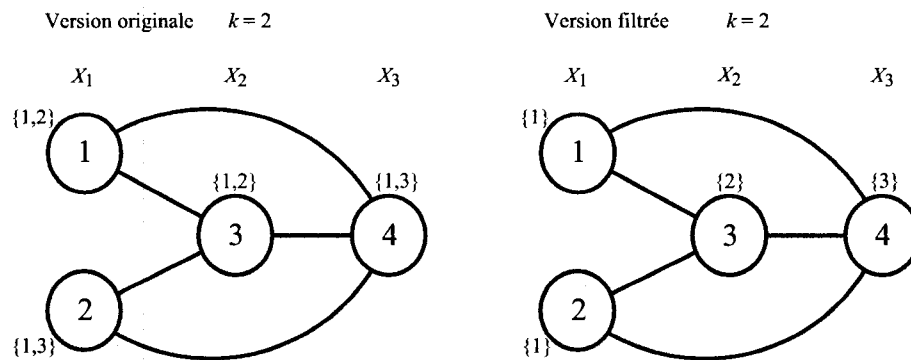 Version originale k = 2 Version filtrée k = 2
X1 X2 X3 X1 X2 X3
{1,2} {1}
1 1
{1,2} {1,3} {2} {3}
3 4 3 4
2 2
{1,3} {1}